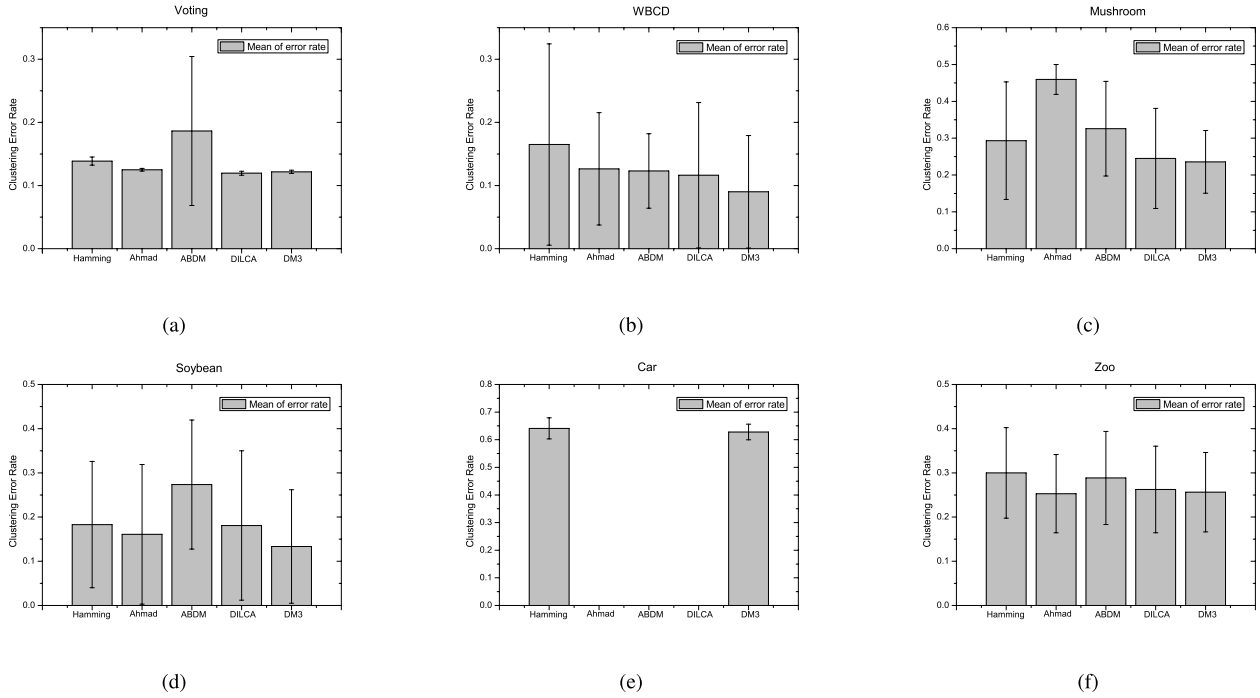 Voting
Mean of error rate
Clustering Error Rate
0.3
0.2
0.1
0.0
Hamming Ahmad ABDM DILCA DM3
(a)
WBCD
Mean of error rate
Clustering Error Rate
0.3
0.2
0.1
0.0
Hamming Ahmad ABDM DILCA DM3
(b)
Mushroom
Mean of error rate
Clustering Error Rate
0.6
0.5
0.4
0.3
0.2
0.1
0.0
Hamming Ahmad ABDM DILCA DM3
(c)
Soybean
Mean of error rate
Clustering Error Rate
0.5
0.4
0.3
0.2
0.1
0.0
Hamming Ahmad ABDM DILCA DM3
(d)
Car
Mean of error rate
Clustering Error Rate
0.8
0.7
0.6
0.5
0.4
0.3
0.2
0.1
0.0
Hamming Ahmad ABDM DILCA DM3
(e)
Zoo
Mean of error rate
Clustering Error Rate
0.5
0.4
0.3
0.2
0.1
0.0
Hamming Ahmad ABDM DILCA DM3
(f)